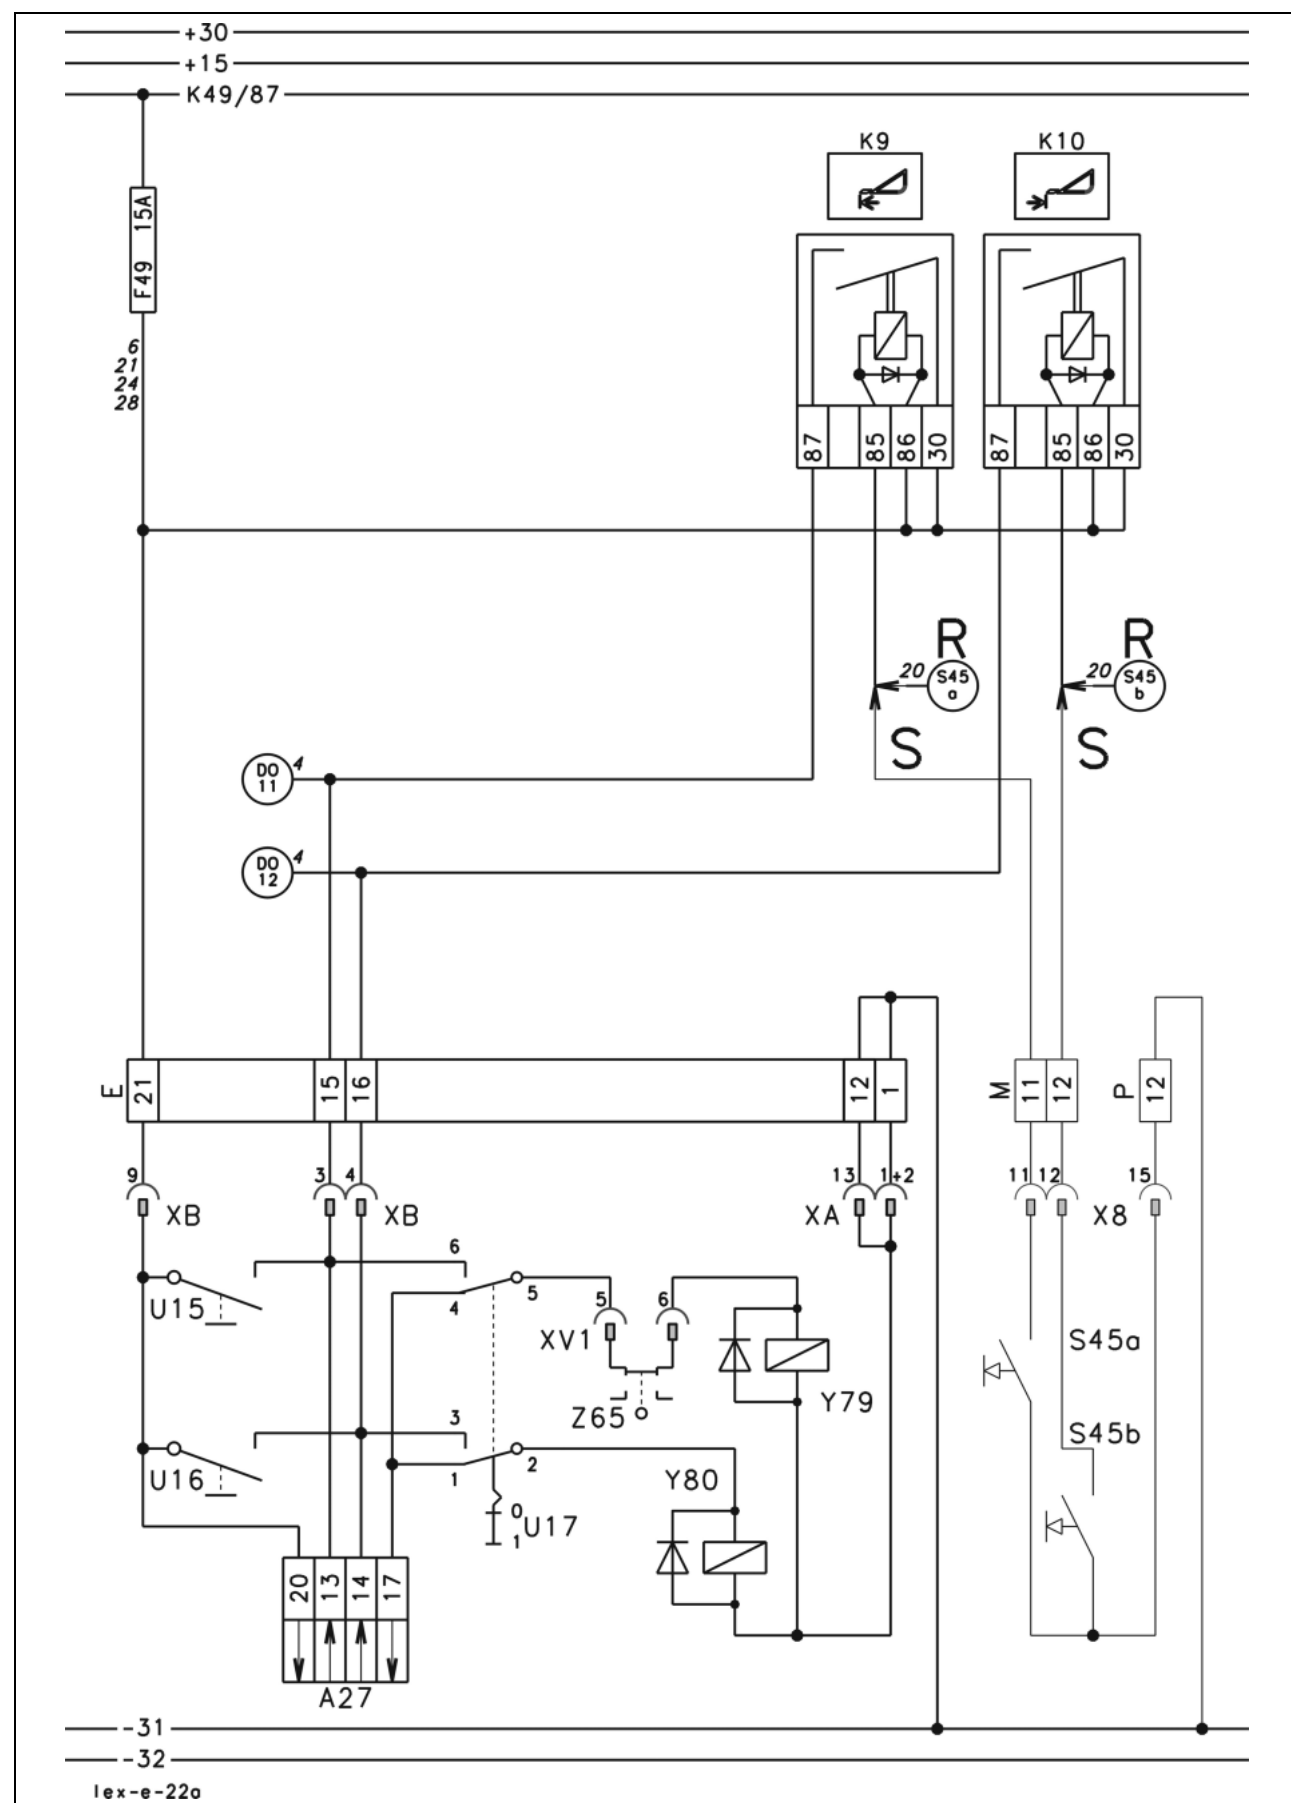 +30
+15
K49/87
K9 K10
F49 15A
6
21
24
28
87 85 86 30 87 85 86 30
R R
20 S45 a 20 S45 b
S S
DO 11 4
DO 12 4
E 21 15 16 12 1 M 11 12 P 12
9 3 4 13 1+2 11 12 15
XB XB XA X8
6
U15 4 5 5 6
XV1 S45a
Z65 Y79
3 S45b
U16 1 2 Y80
0
1 U17
20 13 14 17
A27
-31
-32
lex-e-22a